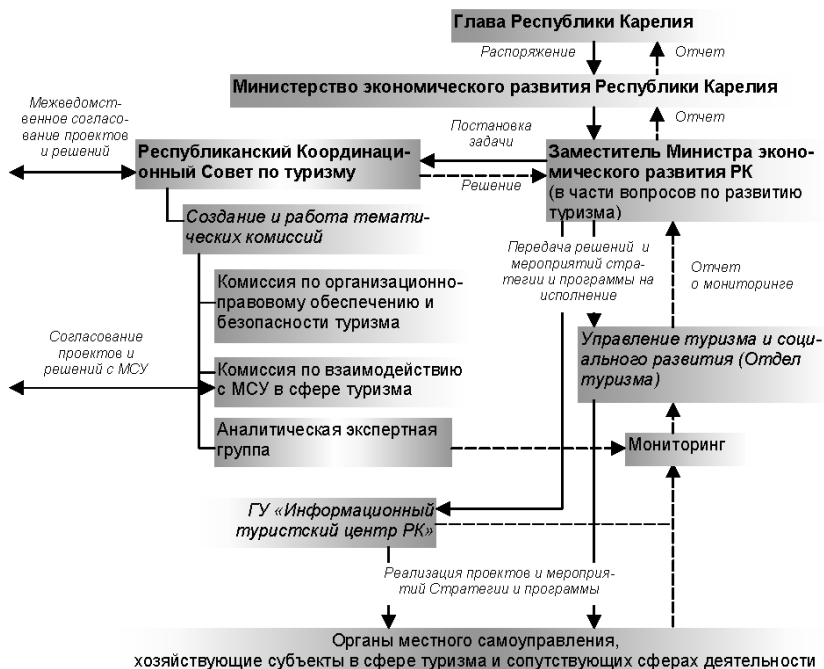 Глава Республики Карелия
Распоряжение
Отчет
Министерство экономического развития Республики Карелия
Отчет
Межведомст-
венное согласо-
вание проектов
и решений
Постановка
задачи
Республиканский Координаци-
онный Совет по туризму
Решение
Заместитель Министра эконо-
мического развития РК
(в части вопросов по развитию
туризма)
Создание и работа темати-
ческих комиссий
Передача решений и
мероприятий стра-
тегии и программы на
исполнение
Отчет
о мониторинге
Комиссия по организационно-
правовому обеспечению и
безопасности туризма
Согласование
проектов и
решений с МСУ
Управление туризма и соци-
ального развития (Отдел
туризма)
Комиссия по взаимодействию
с МСУ в сфере туризма
Аналитическая экспертная
группа
Мониторинг
ГУ «Информационный
туристский центр РК»
Реализация проектов и мероприя-
тий Стратегии и программы
Органы местного самоуправления,
хозяйствующие субъекты в сфере туризма и сопутствующих сферах деятельности